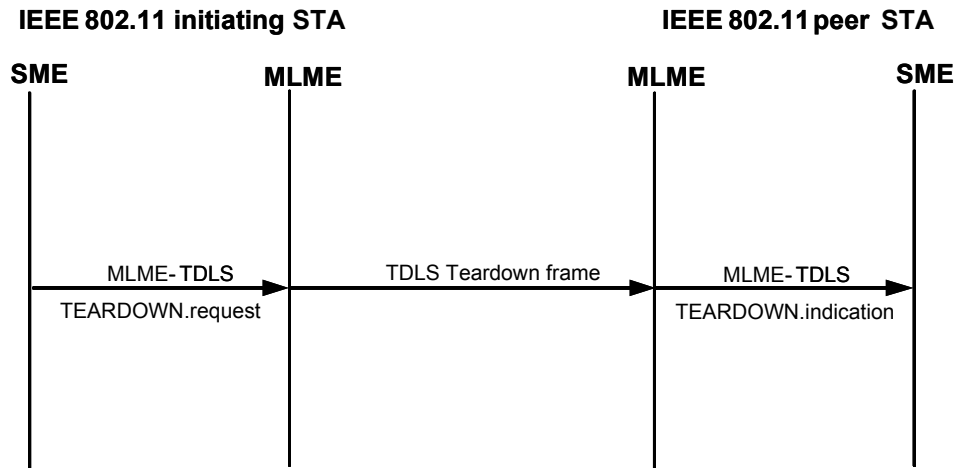 IEEE 802.11 initiating STA
IEEE 802.11 peer STA
SME
MLME
MLME
SME
MLME-TDLS
TEARDOWN.request
TDLS Teardown frame
MLME-TDLS
TEARDOWN.indication